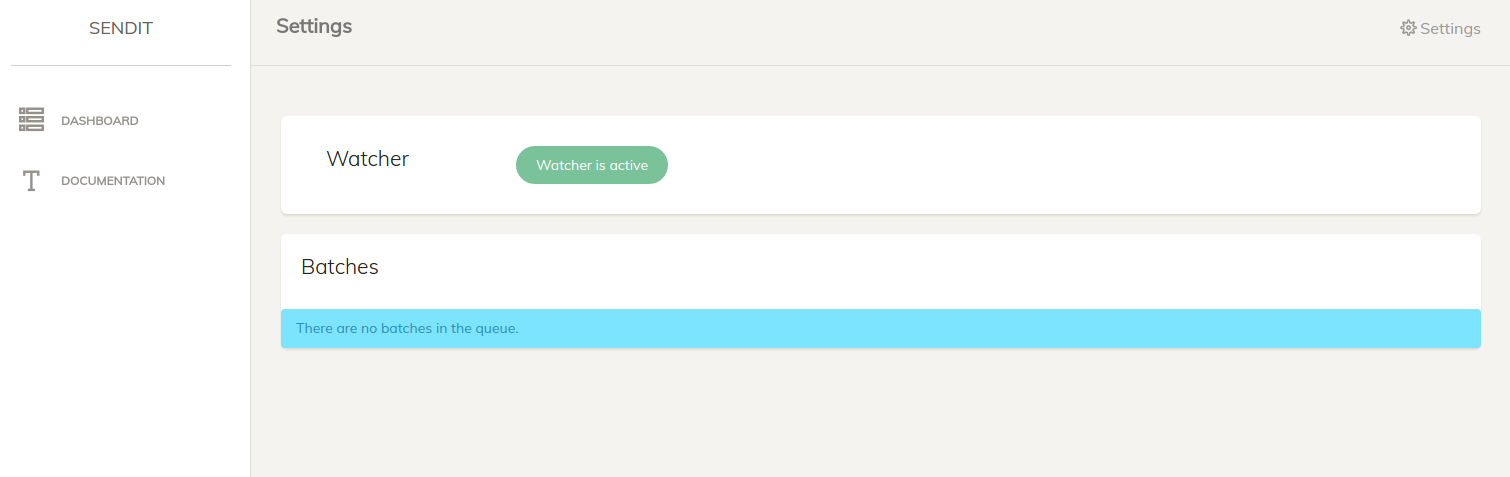 SENDIT
Settings
Settings
DASHBOARD
DOCUMENTATION
Watcher
Watcher is active
Batches
There are no batches in the queue.